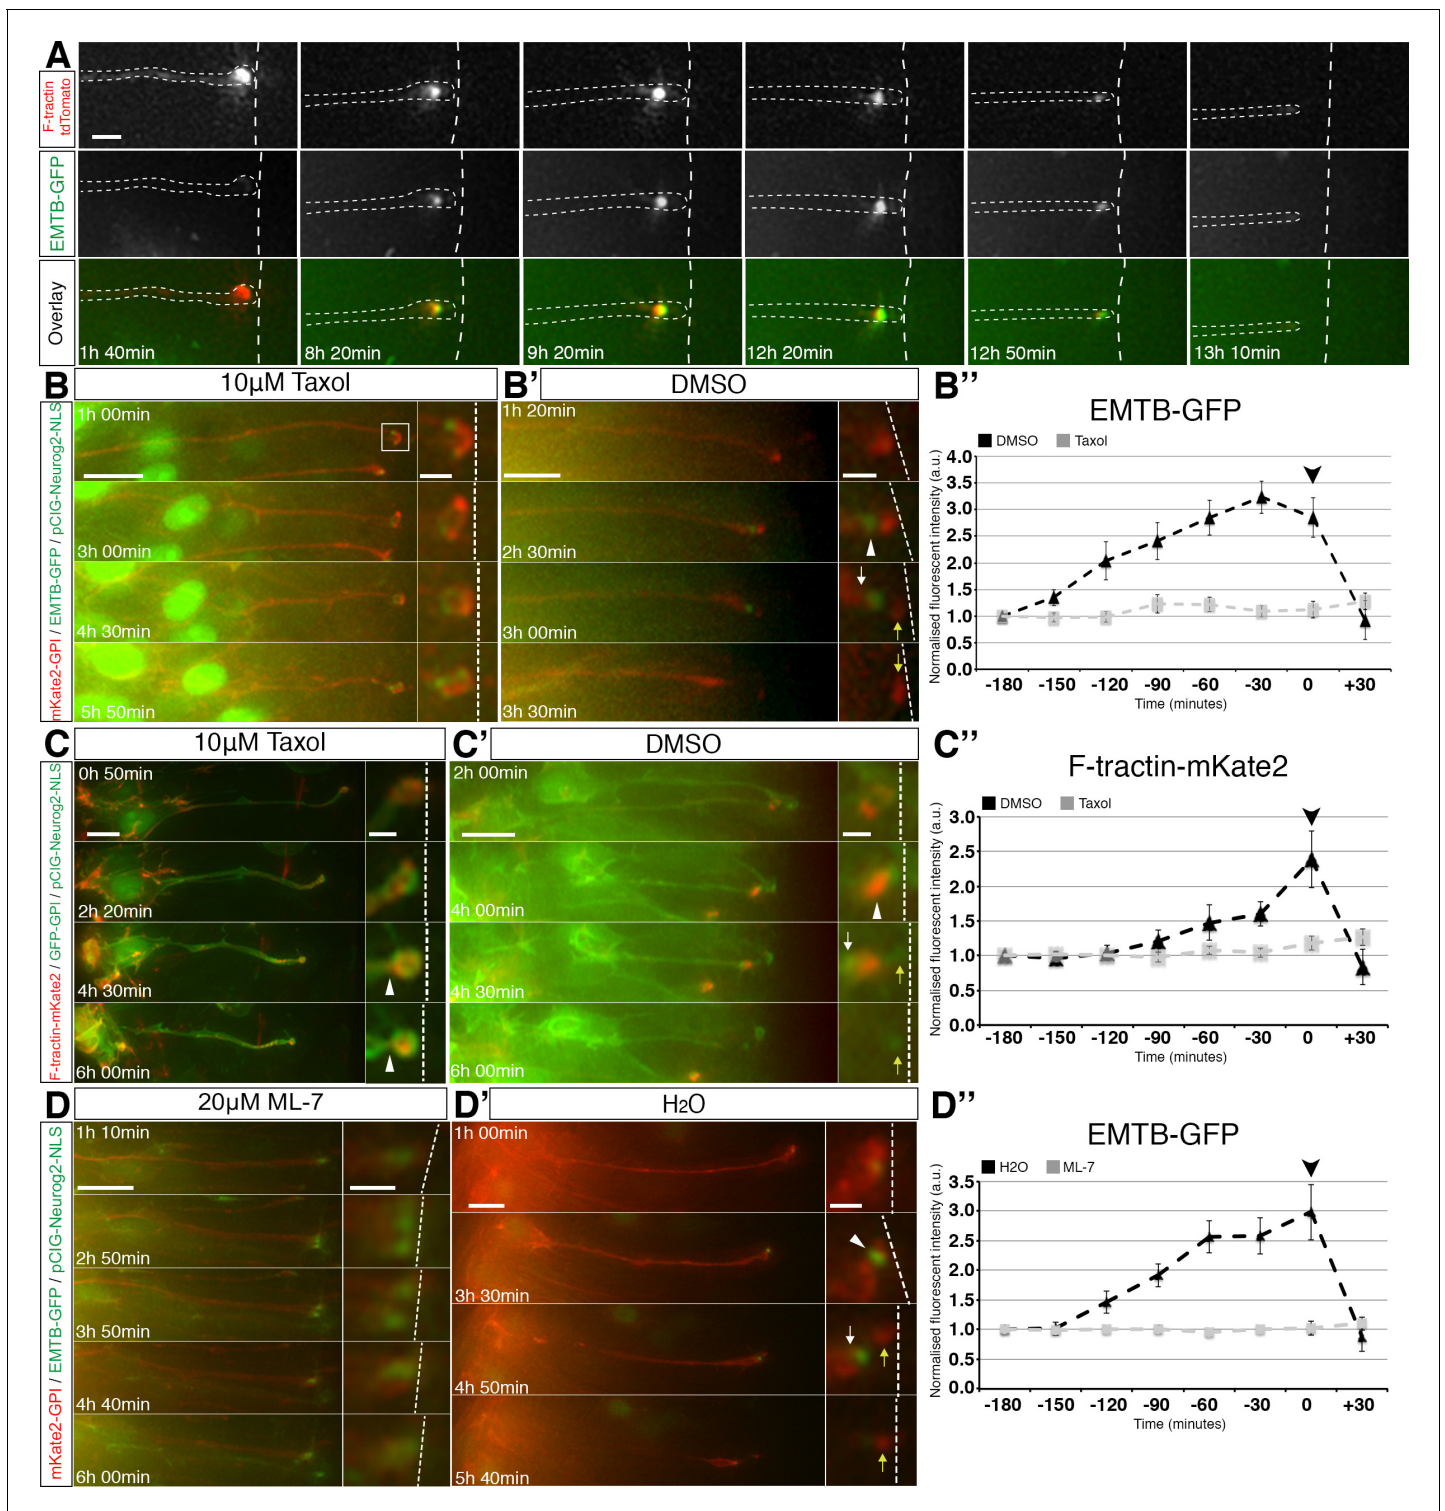 A
F-tractin
tdTomato
EMTB-GFP
Overlay
1h 40min
8h 20min
9h 20min
12h 20min
12h 50min
13h 10min
B
10µM Taxol
mKate2-GPI / EMTB-GFP / pCIG-Neurog2-NLS
1h 00min
3h 00min
4h 30min
5h 50min
B'
DMSO
1h 20min
2h 30min
3h 00min
3h 30min
B''
EMTB-GFP
DMSO
Taxol
Normalised fluorescent intensity (a.u.)
4.0
3.5
3.0
2.5
2.0
1.5
1.0
0.5
0.0
-180 -150 -120 -90 -60 -30 0 +30
Time (minutes)
C
10µM Taxol
F-tractin-mKate2 / GFP-GPI / pCIG-Neurog2-NLS
0h 50min
2h 20min
4h 30min
6h 00min
C'
DMSO
2h 00min
4h 00min
4h 30min
6h 00min
C''
F-tractin-mKate2
DMSO
Taxol
Normalised fluorescent intensity (a.u.)
3.0
2.5
2.0
1.5
1.0
0.5
0.0
-180 -150 -120 -90 -60 -30 0 +30
Time (minutes)
D
20µM ML-7
mKate2-GPI / EMTB-GFP / pCIG-Neurog2-NLS
1h 10min
2h 50min
3h 50min
4h 40min
6h 00min
D'
H2O
1h 00min
3h 30min
4h 50min
5h 40min
D''
EMTB-GFP
H2O
ML-7
Normalised fluorescent intensity (a.u.)
3.5
3.0
2.5
2.0
1.5
1.0
0.5
0.0
-180 -150 -120 -90 -60 -30 0 +30
Time (minutes)